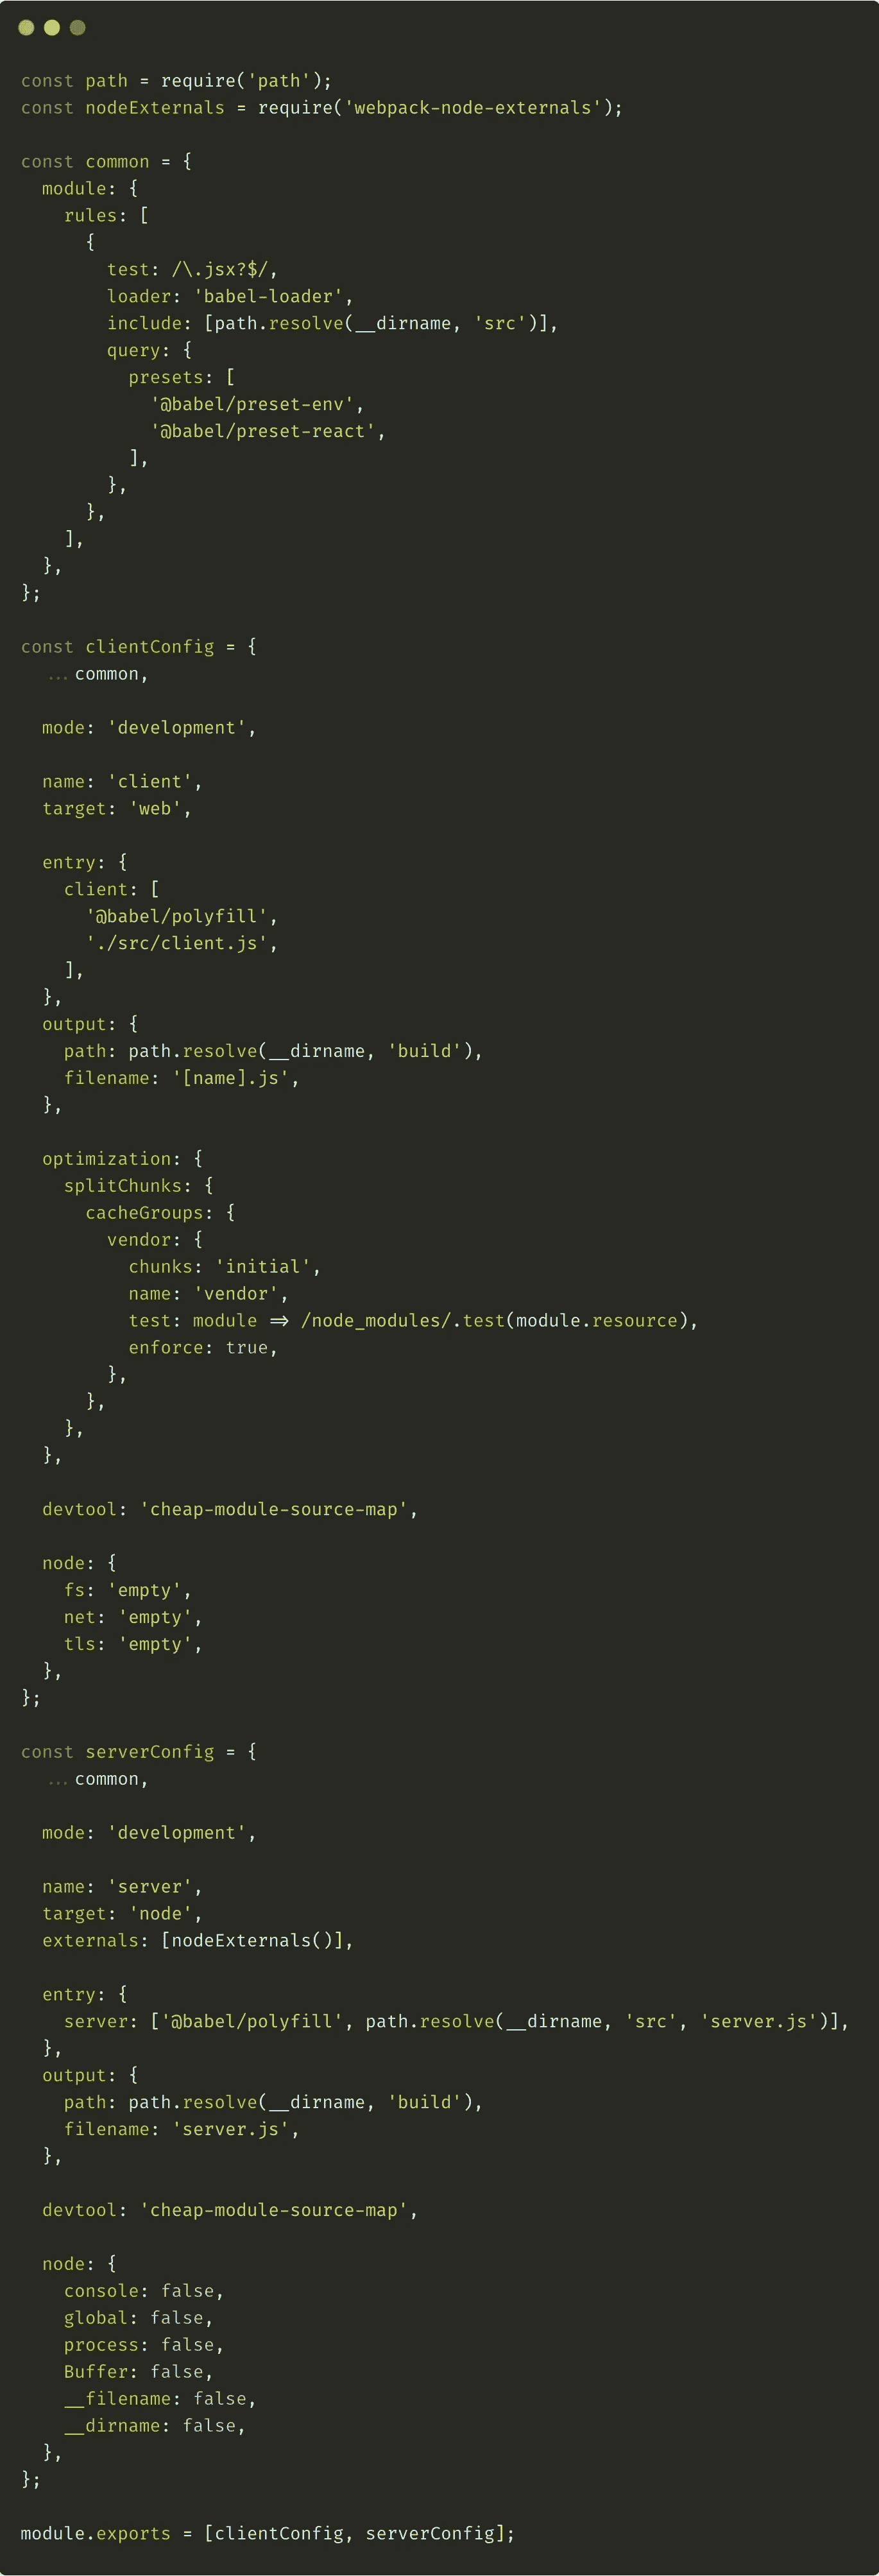 const path = require('path');
const nodeExternals = require('webpack-node-externals');

const common = {
  module: {
    rules: [
      {
        test: /\.jsx?$/,
        loader: 'babel-loader',
        include: [path.resolve(__dirname, 'src')],
        query: {
          presets: [
            '@babel/preset-env',
            '@babel/preset-react',
          ],
        },
      },
    ],
  },
};

const clientConfig = {
  ...common,

  mode: 'development',

  name: 'client',
  target: 'web',

  entry: {
    client: [
      '@babel/polyfill',
      './src/client.js',
    ],
  },
  output: {
    path: path.resolve(__dirname, 'build'),
    filename: '[name].js',
  },

  optimization: {
    splitChunks: {
      cacheGroups: {
        vendor: {
          chunks: 'initial',
          name: 'vendor',
          test: module => /node_modules/.test(module.resource),
          enforce: true,
        },
      },
    },
  },

  devtool: 'cheap-module-source-map',

  node: {
    fs: 'empty',
    net: 'empty',
    tls: 'empty',
  },
};

const serverConfig = {
  ...common,

  mode: 'development',

  name: 'server',
  target: 'node',
  externals: [nodeExternals()],

  entry: {
    server: ['@babel/polyfill', path.resolve(__dirname, 'src', 'server.js')],
  },
  output: {
    path: path.resolve(__dirname, 'build'),
    filename: 'server.js',
  },

  devtool: 'cheap-module-source-map',

  node: {
    console: false,
    global: false,
    process: false,
    Buffer: false,
    __filename: false,
    __dirname: false,
  },
};

module.exports = [clientConfig, serverConfig];